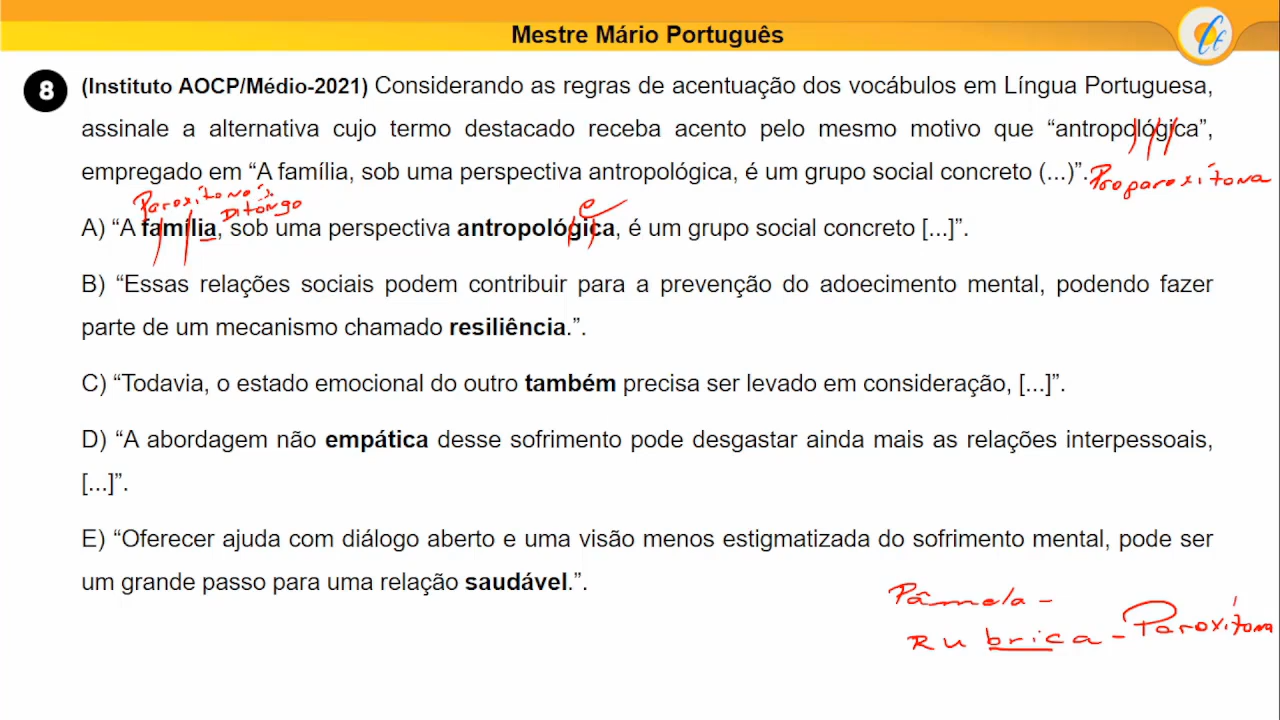 Mestre Mário Português
8 (Instituto AOCP/Médio-2021) Considerando as regras de acentuação dos vocábulos em Língua Portuguesa,
assinale a alternativa cujo termo destacado receba acento pelo mesmo motivo que “antropológica”,
empregado em “A família, sob uma perspectiva antropológica, é um grupo social concreto (...)”.
Proparoxítona
Paroxítona
Ditongo
A) “A família, sob uma perspectiva antropológica, é um grupo social concreto [...]”.
B) “Essas relações sociais podem contribuir para a prevenção do adoecimento mental, podendo fazer
parte de um mecanismo chamado resiliência.”.
C) “Todavia, o estado emocional do outro também precisa ser levado em consideração, [...]”.
D) “A abordagem não empática desse sofrimento pode desgastar ainda mais as relações interpessoais,
[...]”.
E) “Oferecer ajuda com diálogo aberto e uma visão menos estigmatizada do sofrimento mental, pode ser
um grande passo para uma relação saudável.”.
Pâmela -
Rubrica - Paroxítona